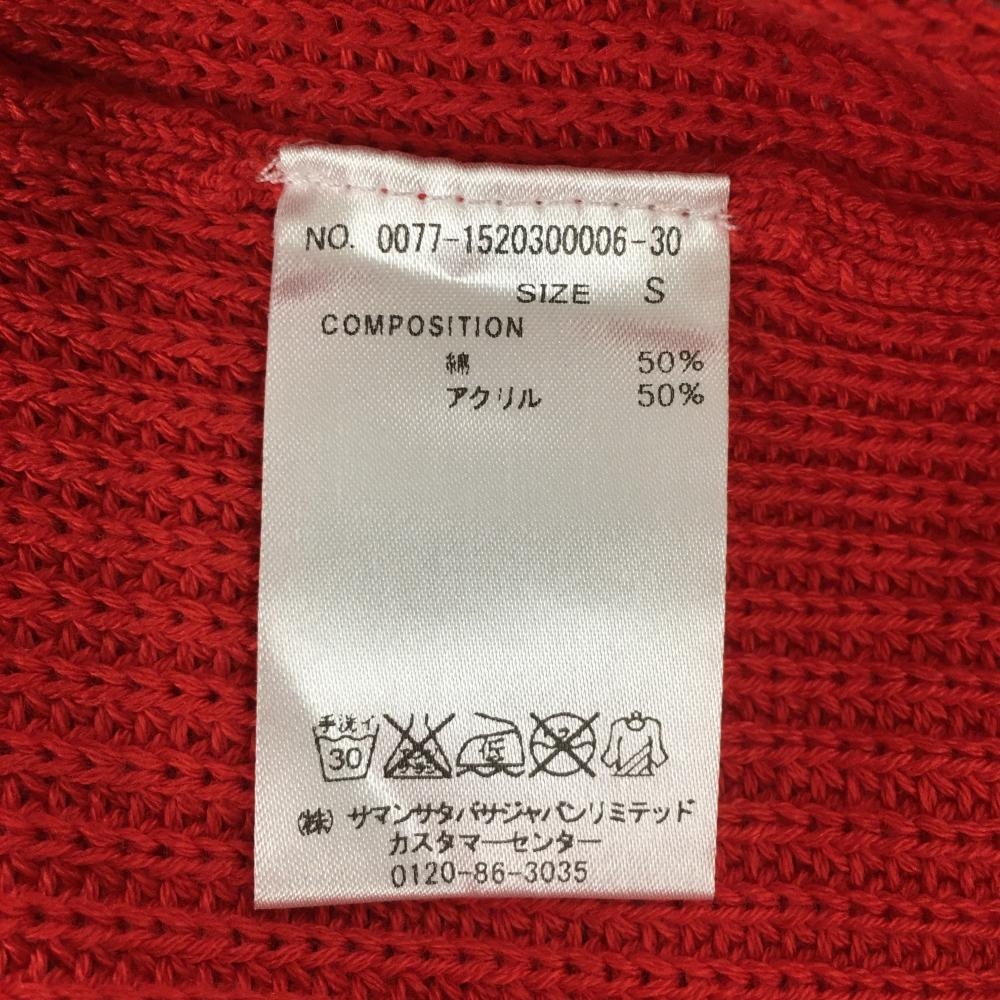 NO. 0077-1520300006-30
SIZE S
COMPOSITION
綿 50%
アクリル 50%
手洗イ
30 低
(株) サマンサタバサジャパンリミテッド
カスタマーセンター
0120-86-3035